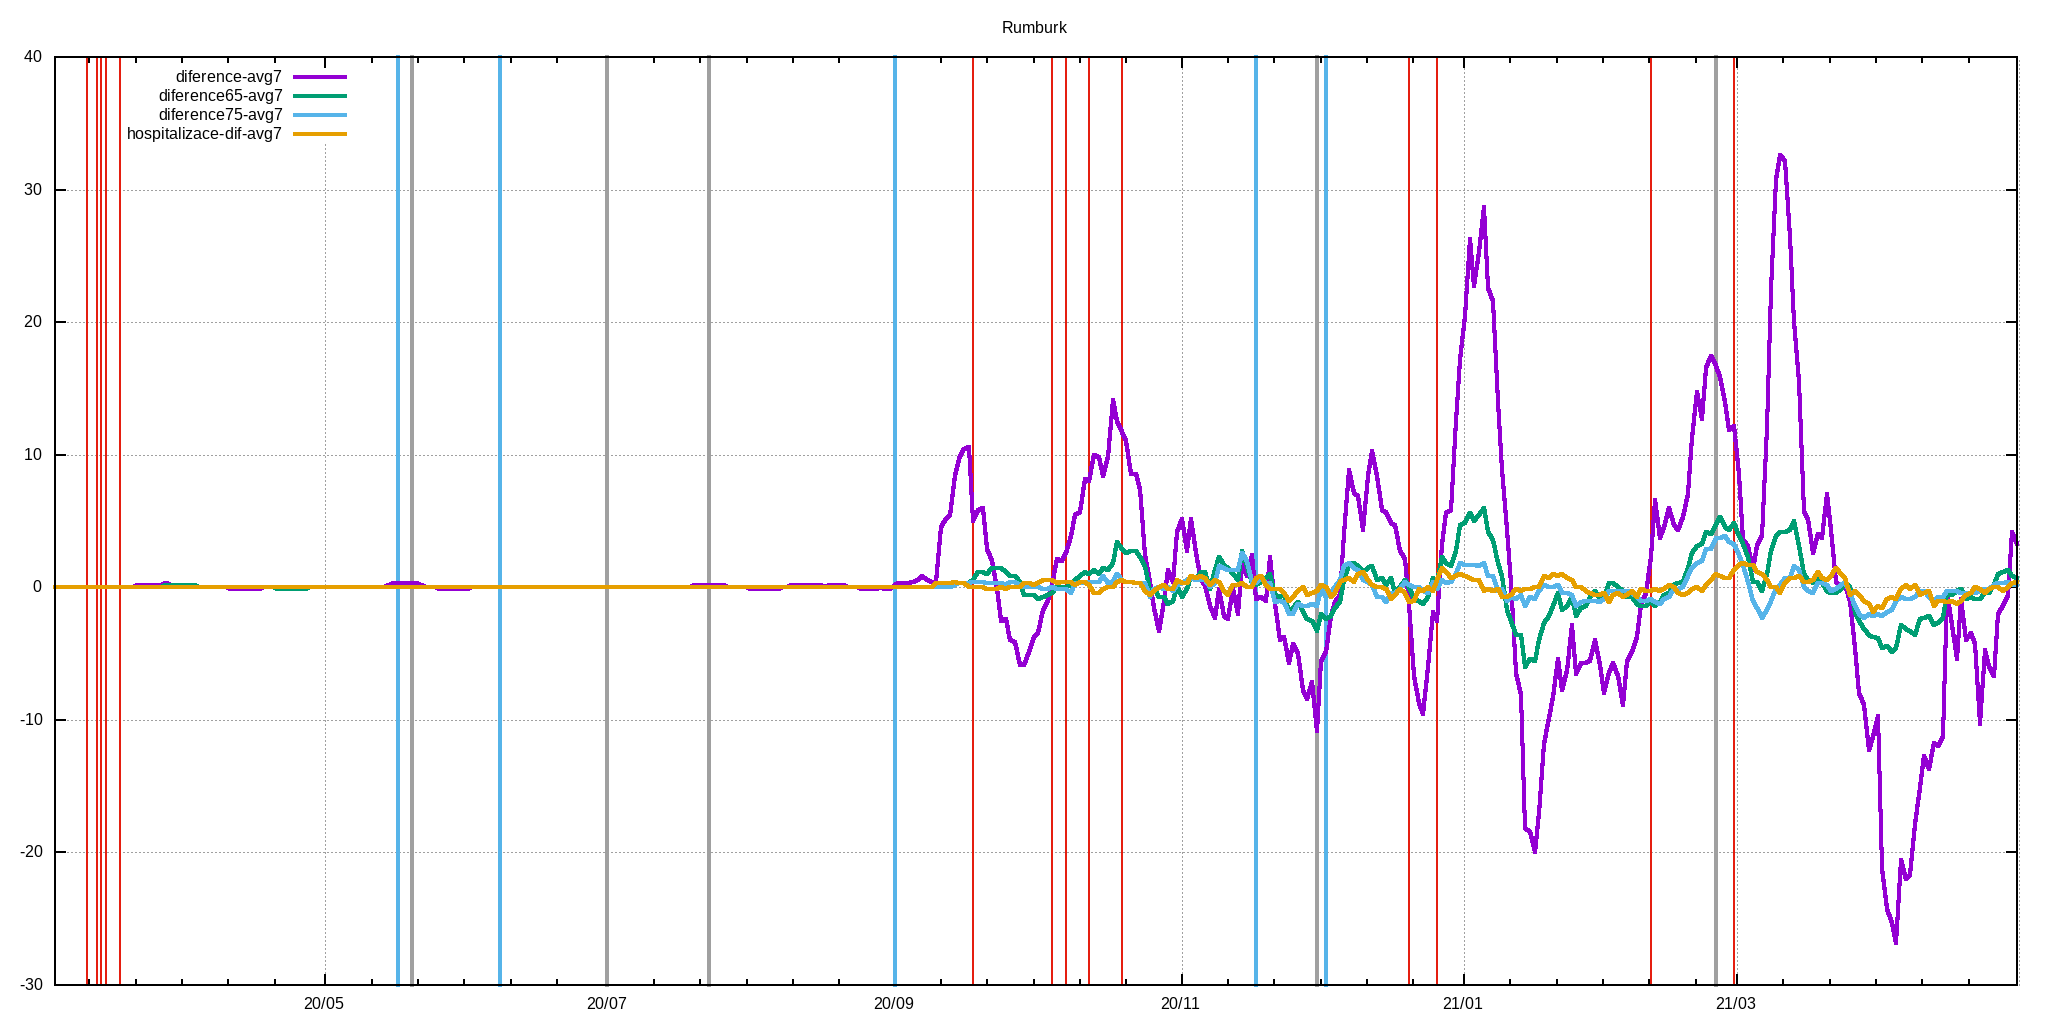 Rumburk
40
diference-avg7
diference65-avg7
diference75-avg7
hospitalizace-dif-avg7
30
20
10
0
-10
-20
-30
20/05 20/07 20/09 20/11 21/01 21/03